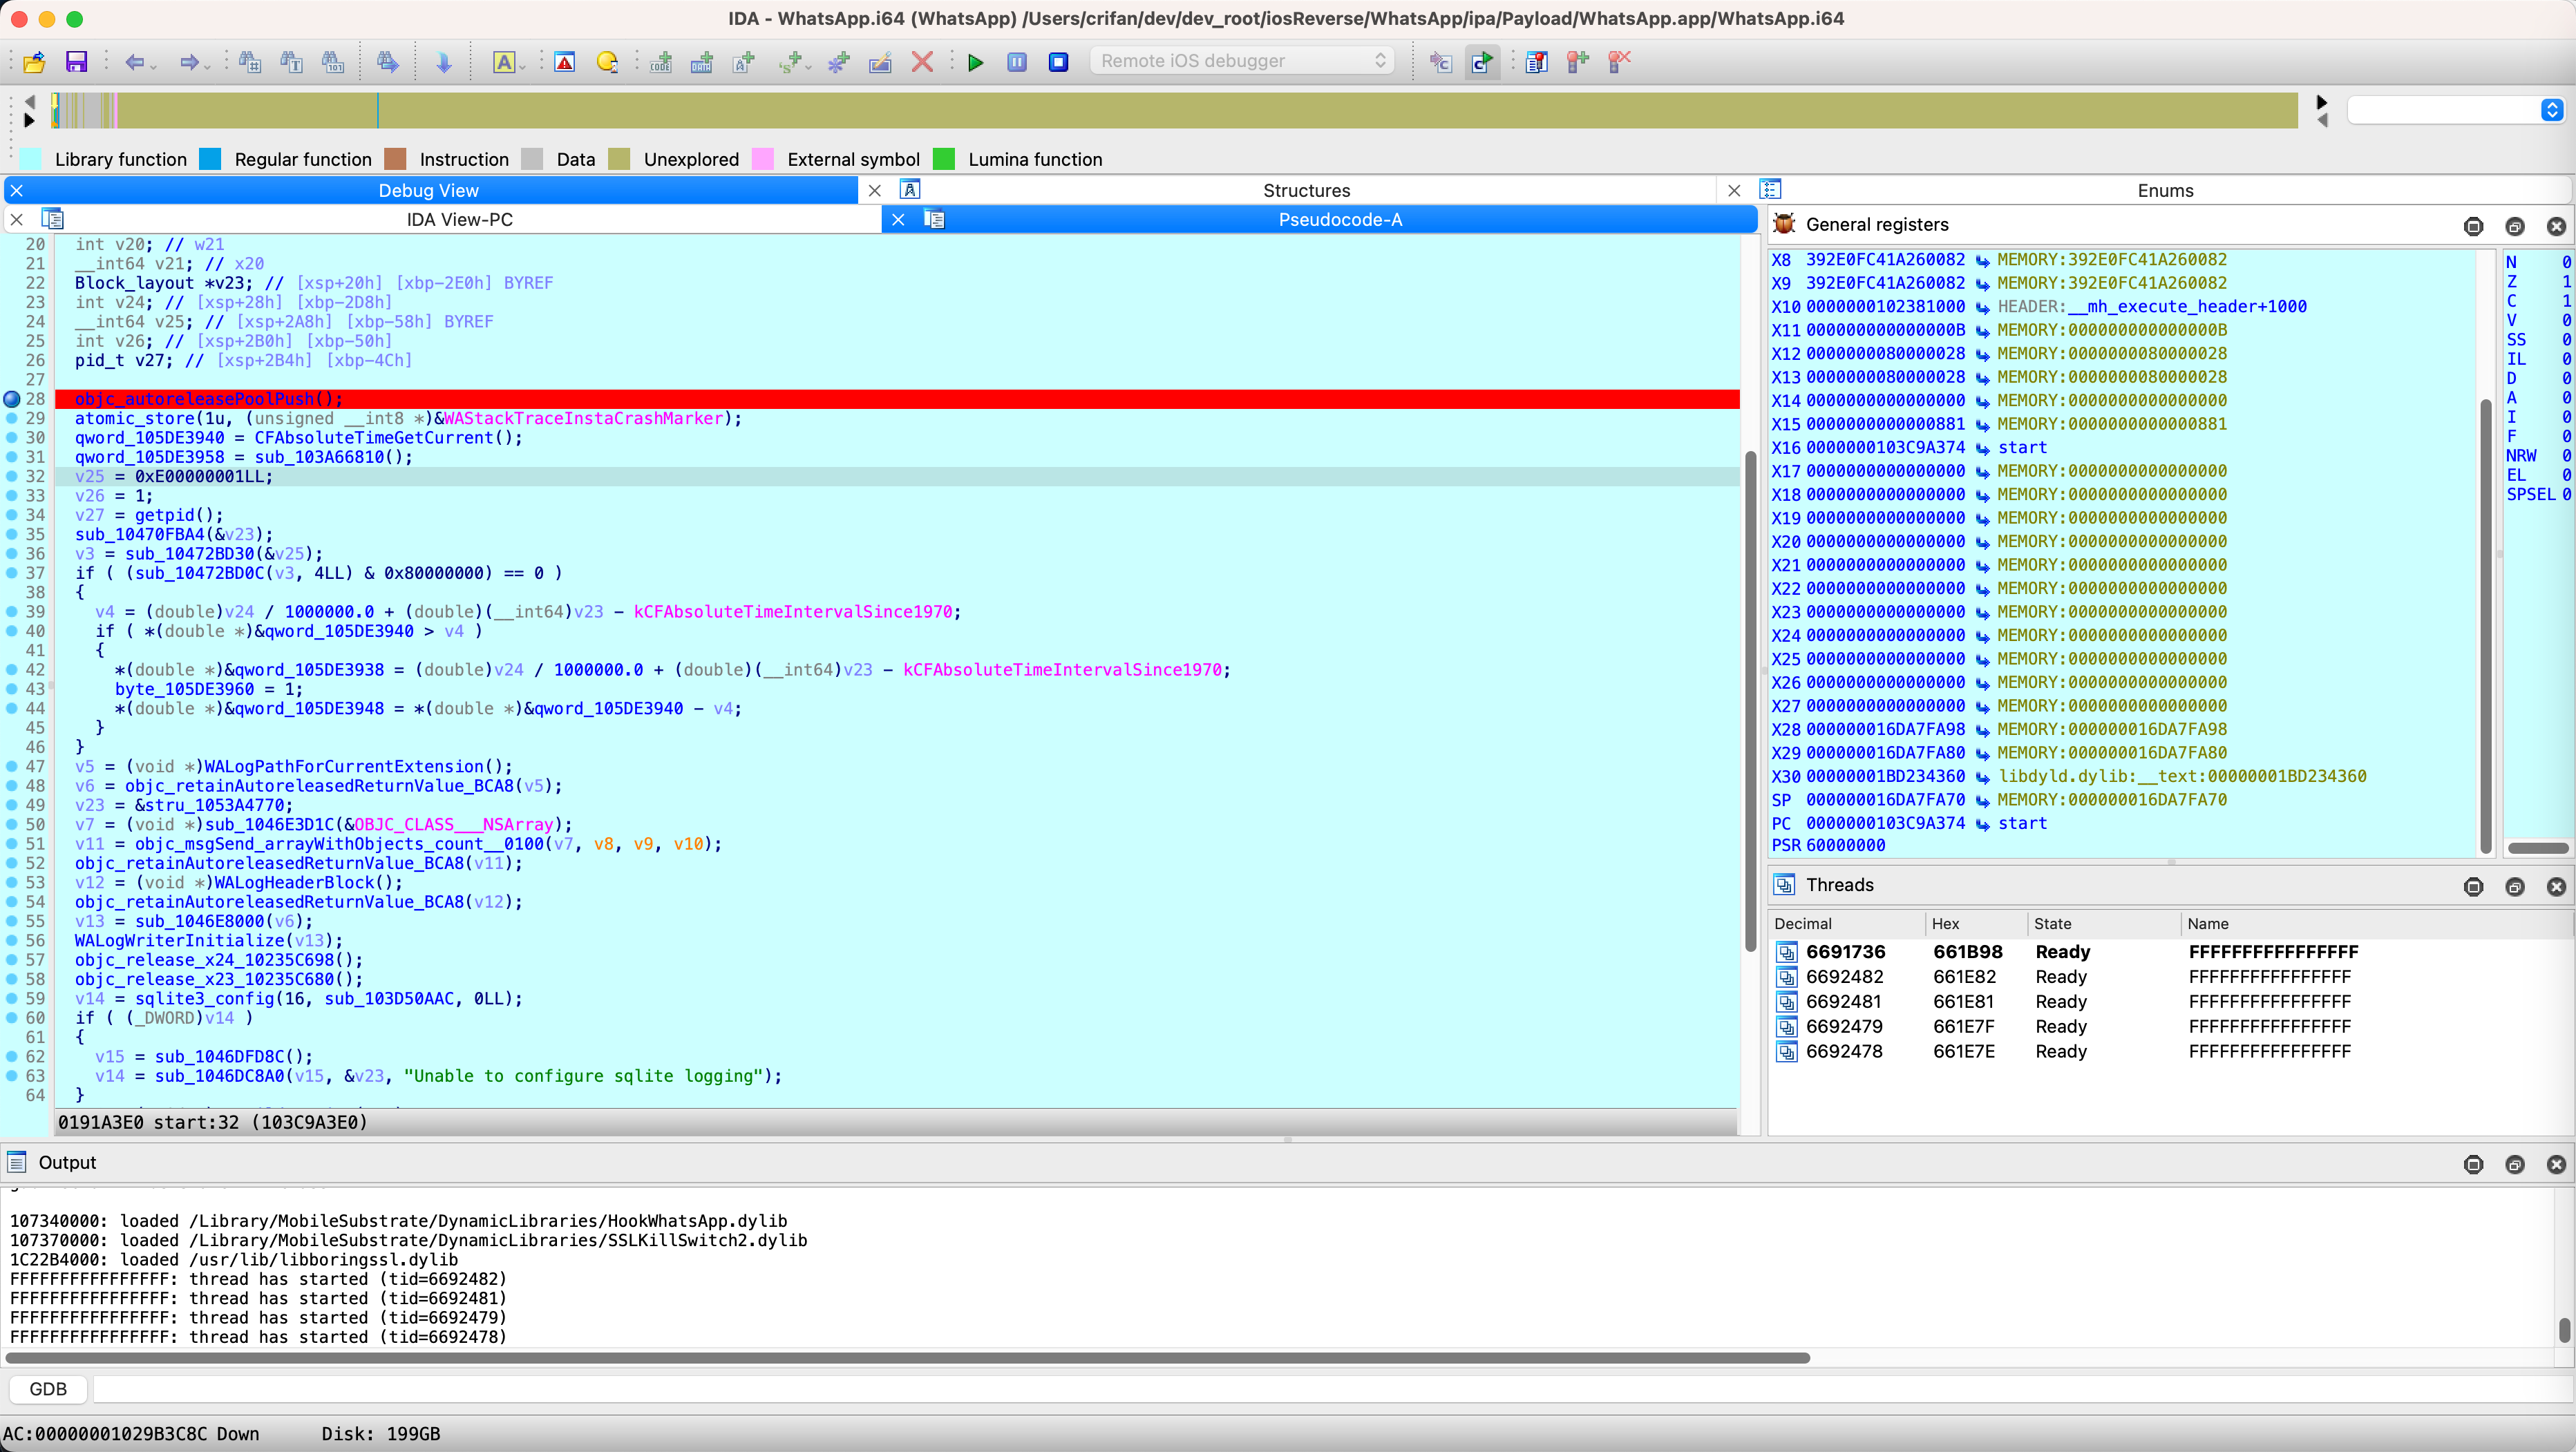 IDA - WhatsApp.i64 (WhatsApp) /Users/crifan/dev/dev_root/iosReverse/WhatsApp/ipa/Payload/WhatsApp.app/WhatsApp.i64
Remote iOS debugger
Library function Regular function Instruction Data Unexplored External symbol Lumina function
Debug View Structures Enums
IDA View-PC Pseudocode-A
20 int v20; // w21
21 __int64 v21; // x20
22 Block_layout *v23; // [xsp+20h] [xbp-2E0h] BYREF
23 int v24; // [xsp+28h] [xbp-2D8h]
24 __int64 v25; // [xsp+2A8h] [xbp-58h] BYREF
25 int v26; // [xsp+2B0h] [xbp-50h]
26 pid_t v27; // [xsp+2B4h] [xbp-4Ch]
27
28 objc_autoreleasePoolPush();
29 atomic_store(1u, (unsigned __int8 *)&WAStackTraceInstaCrashMarker);
30 qword_105DE3940 = CFAbsoluteTimeGetCurrent();
31 qword_105DE3958 = sub_103A66810();
32 v25 = 0xE00000001LL;
33 v26 = 1;
34 v27 = getpid();
35 sub_10470FBA4(&v23);
36 v3 = sub_10472BD30(&v25);
37 if ( (sub_10472BD0C(v3, 4LL) & 0x80000000) == 0 )
38 {
39 v4 = (double)v24 / 1000000.0 + (double)(__int64)v23 - kCFAbsoluteTimeIntervalSince1970;
40 if ( *(double *)&qword_105DE3940 > v4 )
41 {
42 *(double *)&qword_105DE3938 = (double)v24 / 1000000.0 + (double)(__int64)v23 - kCFAbsoluteTimeIntervalSince1970;
43 byte_105DE3960 = 1;
44 *(double *)&qword_105DE3948 = *(double *)&qword_105DE3940 - v4;
45 }
46 }
47 v5 = (void *)WALogPathForCurrentExtension();
48 v6 = objc_retainAutoreleasedReturnValue_BCA8(v5);
49 v23 = &stru_1053A4770;
50 v7 = (void *)sub_1046E3D1C(&OBJC_CLASS___NSArray);
51 v11 = objc_msgSend_arrayWithObjects_count__0100(v7, v8, v9, v10);
52 objc_retainAutoreleasedReturnValue_BCA8(v11);
53 v12 = (void *)WALogHeaderBlock();
54 objc_retainAutoreleasedReturnValue_BCA8(v12);
55 v13 = sub_1046E8000(v6);
56 WALogWriterInitialize(v13);
57 objc_release_x24_10235C698();
58 objc_release_x23_10235C680();
59 v14 = sqlite3_config(16, sub_103D50AAC, 0LL);
60 if ( (_DWORD)v14 )
61 {
62 v15 = sub_1046DFD8C();
63 v14 = sub_1046DC8A0(v15, &v23, "Unable to configure sqlite logging");
64 }
0191A3E0 start:32 (103C9A3E0)
General registers
X8 392E0FC41A260082 MEMORY:392E0FC41A260082
X9 392E0FC41A260082 MEMORY:392E0FC41A260082
X10 0000000102381000 HEADER:__mh_execute_header+1000
X11 000000000000000B MEMORY:000000000000000B
X12 0000000080000028 MEMORY:0000000080000028
X13 0000000080000028 MEMORY:0000000080000028
X14 0000000000000000 MEMORY:0000000000000000
X15 0000000000000881 MEMORY:0000000000000881
X16 0000000103C9A374 start
X17 0000000000000000 MEMORY:0000000000000000
X18 0000000000000000 MEMORY:0000000000000000
X19 0000000000000000 MEMORY:0000000000000000
X20 0000000000000000 MEMORY:0000000000000000
X21 0000000000000000 MEMORY:0000000000000000
X22 0000000000000000 MEMORY:0000000000000000
X23 0000000000000000 MEMORY:0000000000000000
X24 0000000000000000 MEMORY:0000000000000000
X25 0000000000000000 MEMORY:0000000000000000
X26 0000000000000000 MEMORY:0000000000000000
X27 0000000000000000 MEMORY:0000000000000000
X28 000000016DA7FA98 MEMORY:000000016DA7FA98
X29 000000016DA7FA80 MEMORY:000000016DA7FA80
X30 00000001BD234360 libdyld.dylib:__text:00000001BD234360
SP 000000016DA7FA70 MEMORY:000000016DA7FA70
PC 0000000103C9A374 start
PSR 60000000
N 0
Z 1
C 1
V 0
SS 0
IL 0
D 0
A 0
I 0
F 0
NRW 0
EL 0
SPSEL 0
Threads
Decimal Hex State Name
6691736 661B98 Ready FFFFFFFFFFFFFFFF
6692482 661E82 Ready FFFFFFFFFFFFFFFF
6692481 661E81 Ready FFFFFFFFFFFFFFFF
6692479 661E7F Ready FFFFFFFFFFFFFFFF
6692478 661E7E Ready FFFFFFFFFFFFFFFF
Output
107340000: loaded /Library/MobileSubstrate/DynamicLibraries/HookWhatsApp.dylib
107370000: loaded /Library/MobileSubstrate/DynamicLibraries/SSLKillSwitch2.dylib
1C22B4000: loaded /usr/lib/libboringssl.dylib
FFFFFFFFFFFFFFFF: thread has started (tid=6692482)
FFFFFFFFFFFFFFFF: thread has started (tid=6692481)
FFFFFFFFFFFFFFFF: thread has started (tid=6692479)
FFFFFFFFFFFFFFFF: thread has started (tid=6692478)
GDB
AC:00000001029B3C8C Down Disk: 199GB